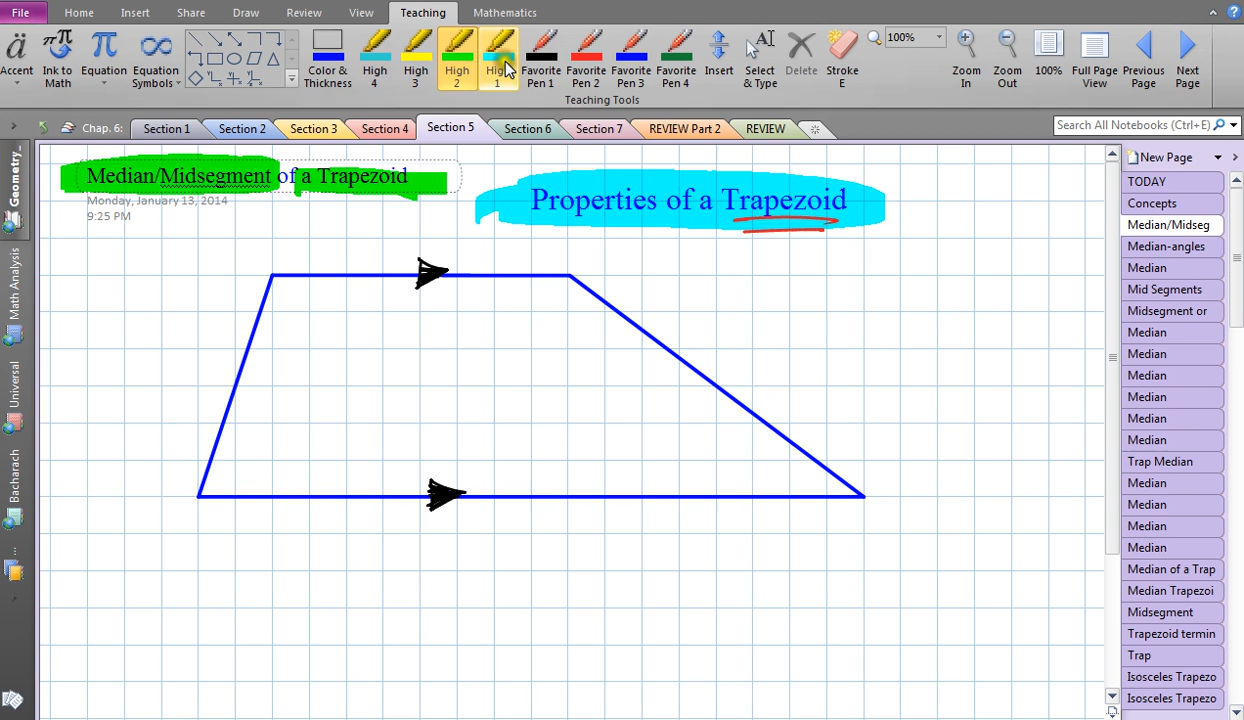 File Home Insert Share Draw Review View Teaching Mathematics
Accent Ink to Math Equation Equation Symbols Color & Thickness High 4 High 3 High 2 High 1 Favorite Pen 1 Favorite Pen 2 Favorite Pen 3 Favorite Pen 4 Insert Select & Type Delete Stroke E 100% Zoom In Zoom Out 100% Full Page View Previous Page Next Page
Teaching Tools
Chap. 6: Section 1 Section 2 Section 3 Section 4 Section 5 Section 6 Section 7 REVIEW Part 2 REVIEW Search All Notebooks (Ctrl+E)
Median/Midsegment of a Trapezoid
Monday, January 13, 2014
9:25 PM
Properties of a Trapezoid
Geometry_
Math Analysis
Universal
Bacharach
New Page
TODAY
Concepts
Median/Midseg
Median-angles
Median
Mid Segments
Midsegment or
Median
Median
Median
Median
Median
Median
Trap Median
Median
Median
Median
Median
Median of a Trap
Median Trapezoi
Midsegment
Trapezoid termin
Trap
Isosceles Trapezo
Isosceles Trapezo